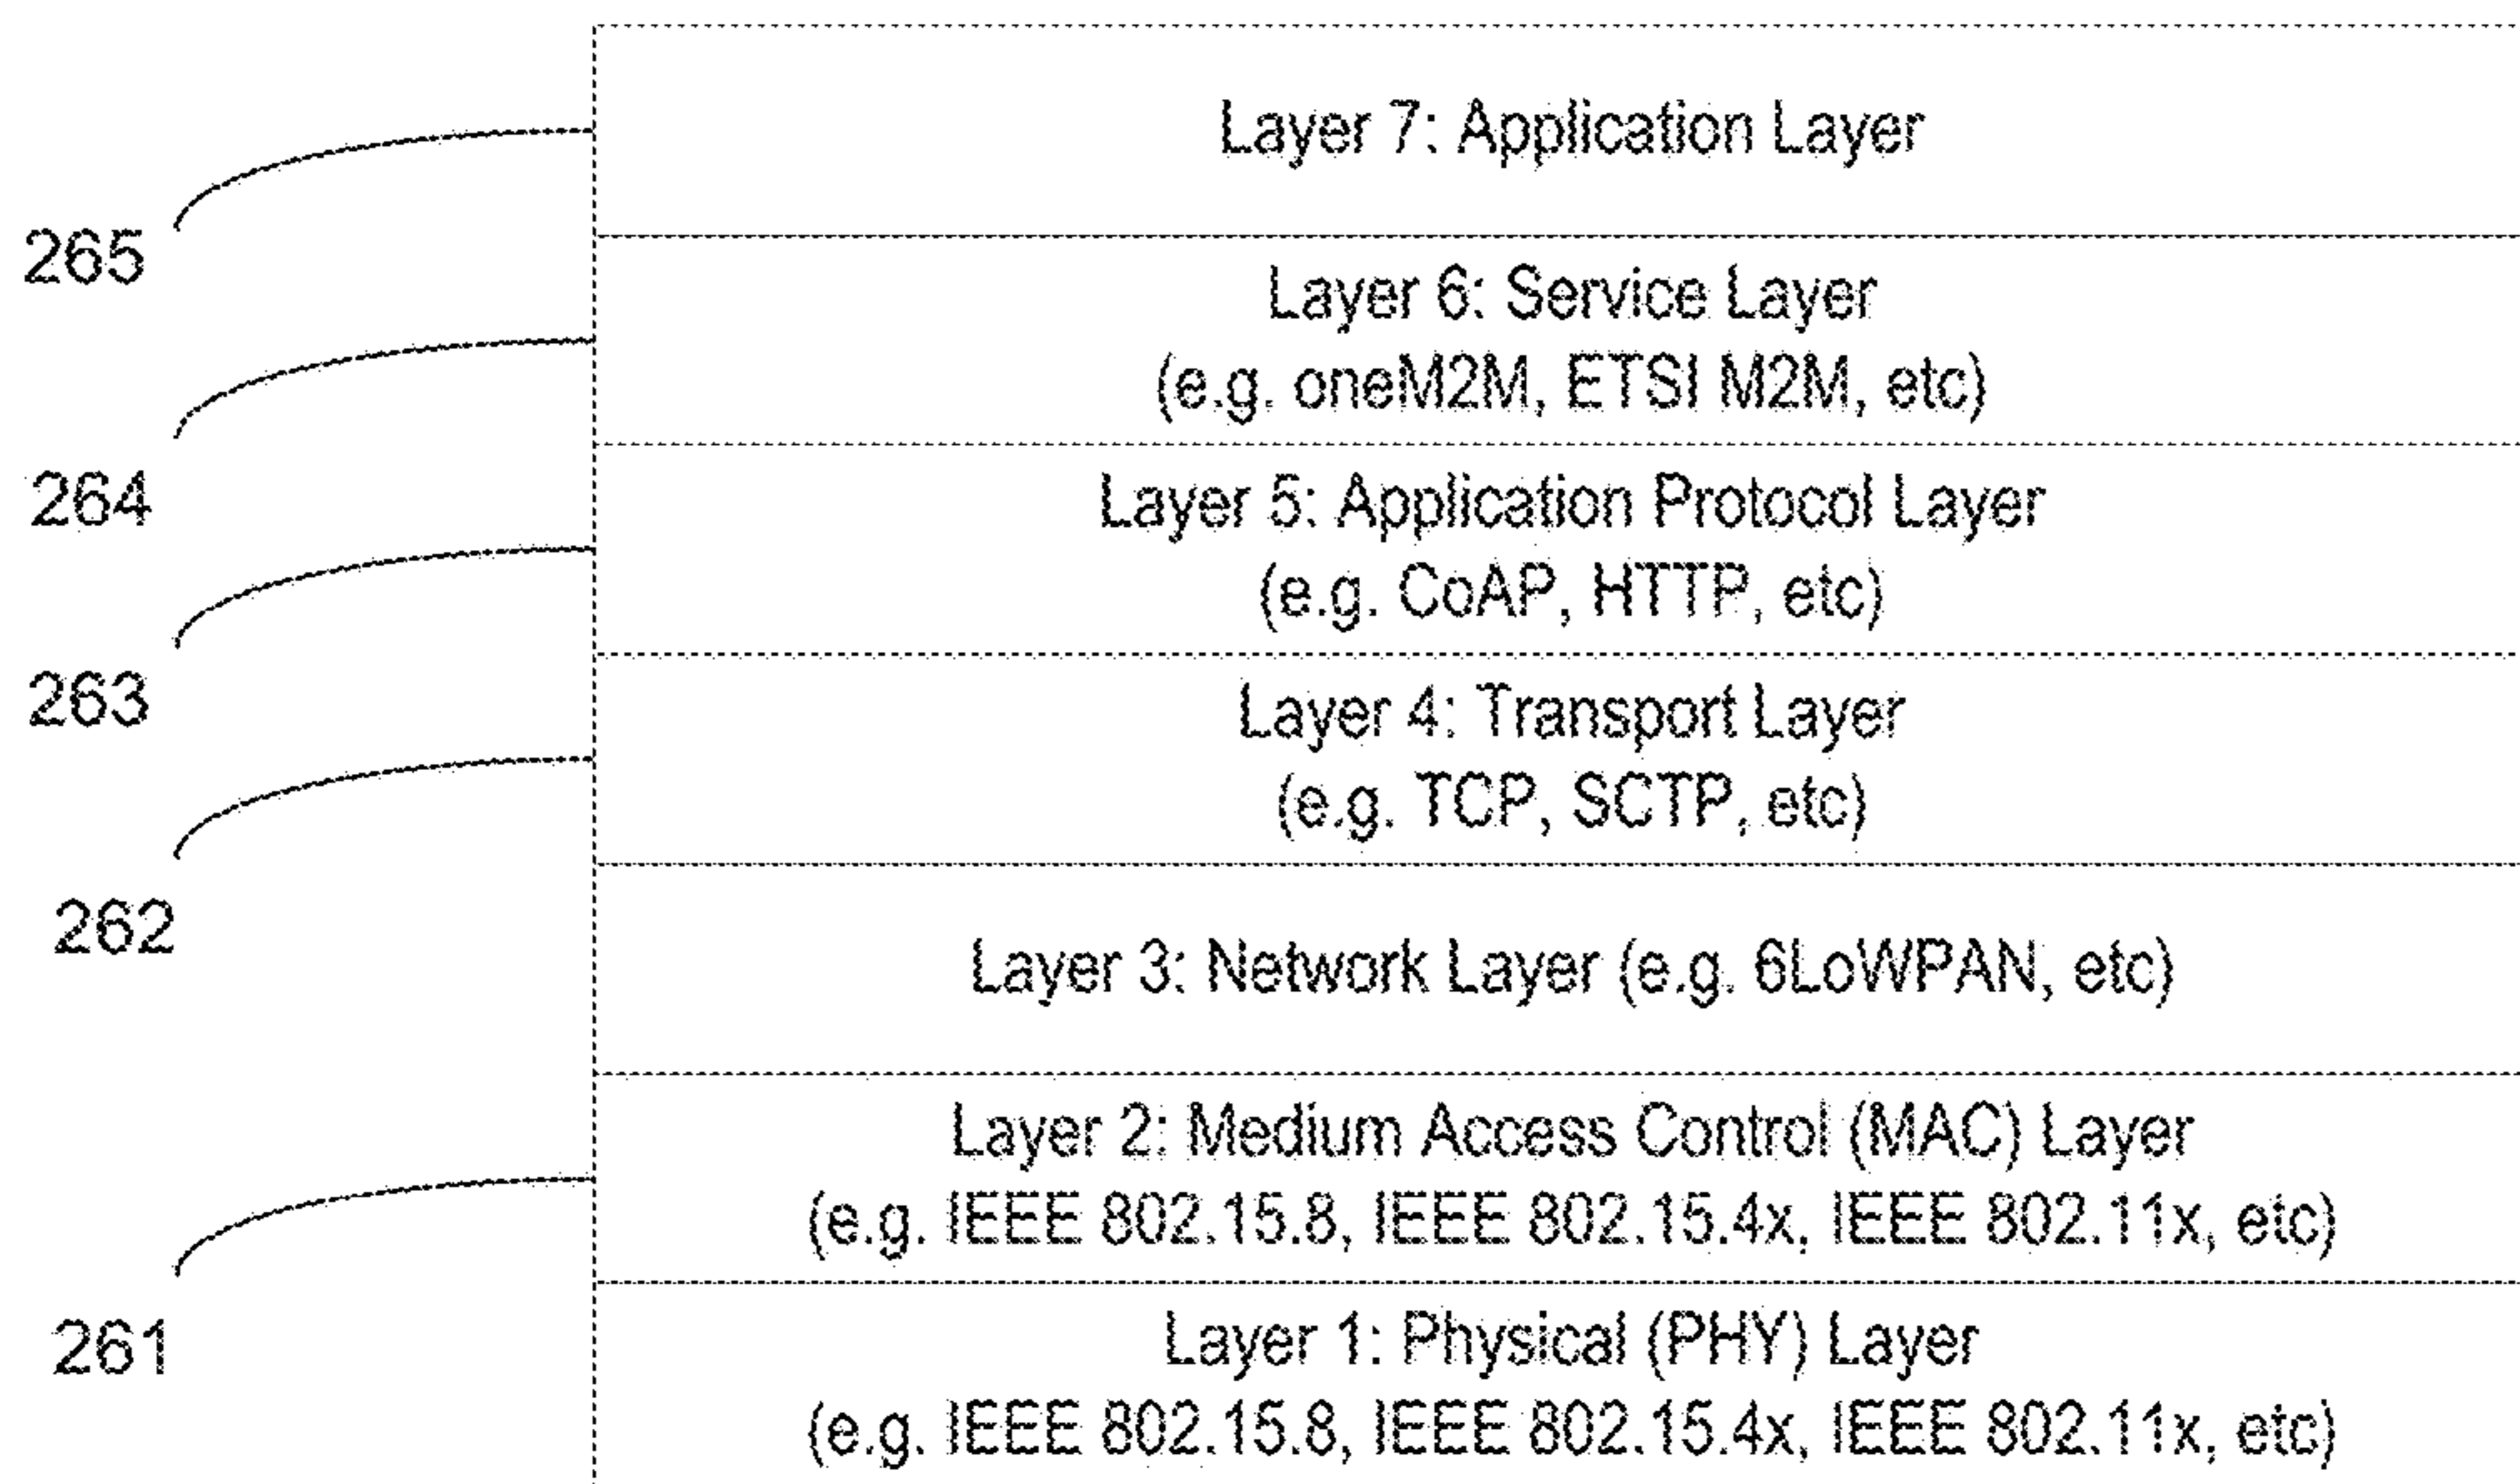 Layer 7: Application Layer
265
Layer 6: Service Layer
(e.g. oneM2M, ETSI M2M, etc)
264
Layer 5: Application Protocol Layer
(e.g. CoAP, HTTP, etc)
263
Layer 4: Transport Layer
(e.g. TCP, SCTP, etc)
262
Layer 3: Network Layer (e.g. 6LoWPAN, etc)
Layer 2: Medium Access Control (MAC) Layer
(e.g. IEEE 802.15.8, IEEE 802.15.4x, IEEE 802.11x, etc)
261
Layer 1: Physical (PHY) Layer
(e.g. IEEE 802.15.8, IEEE 802.15.4x, IEEE 802.11x, etc)